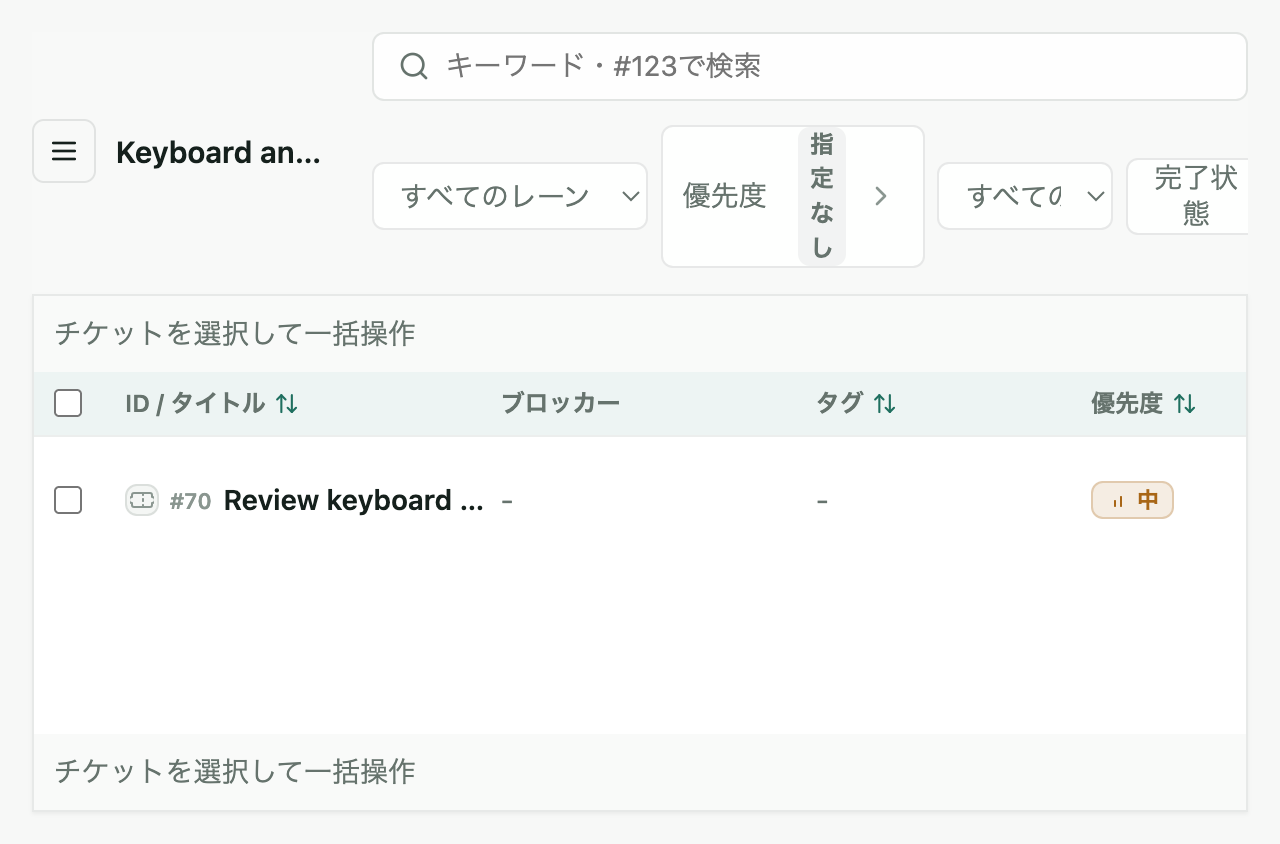 キーワード・#123で検索
Keyboard an...
すべてのレーン
優先度
指
定
な
し
すべての
完了状
態
チケットを選択して一括操作
ID / タイトル
ブロッカー
タグ
優先度
#70 Review keyboard ...
-
-
中
チケットを選択して一括操作